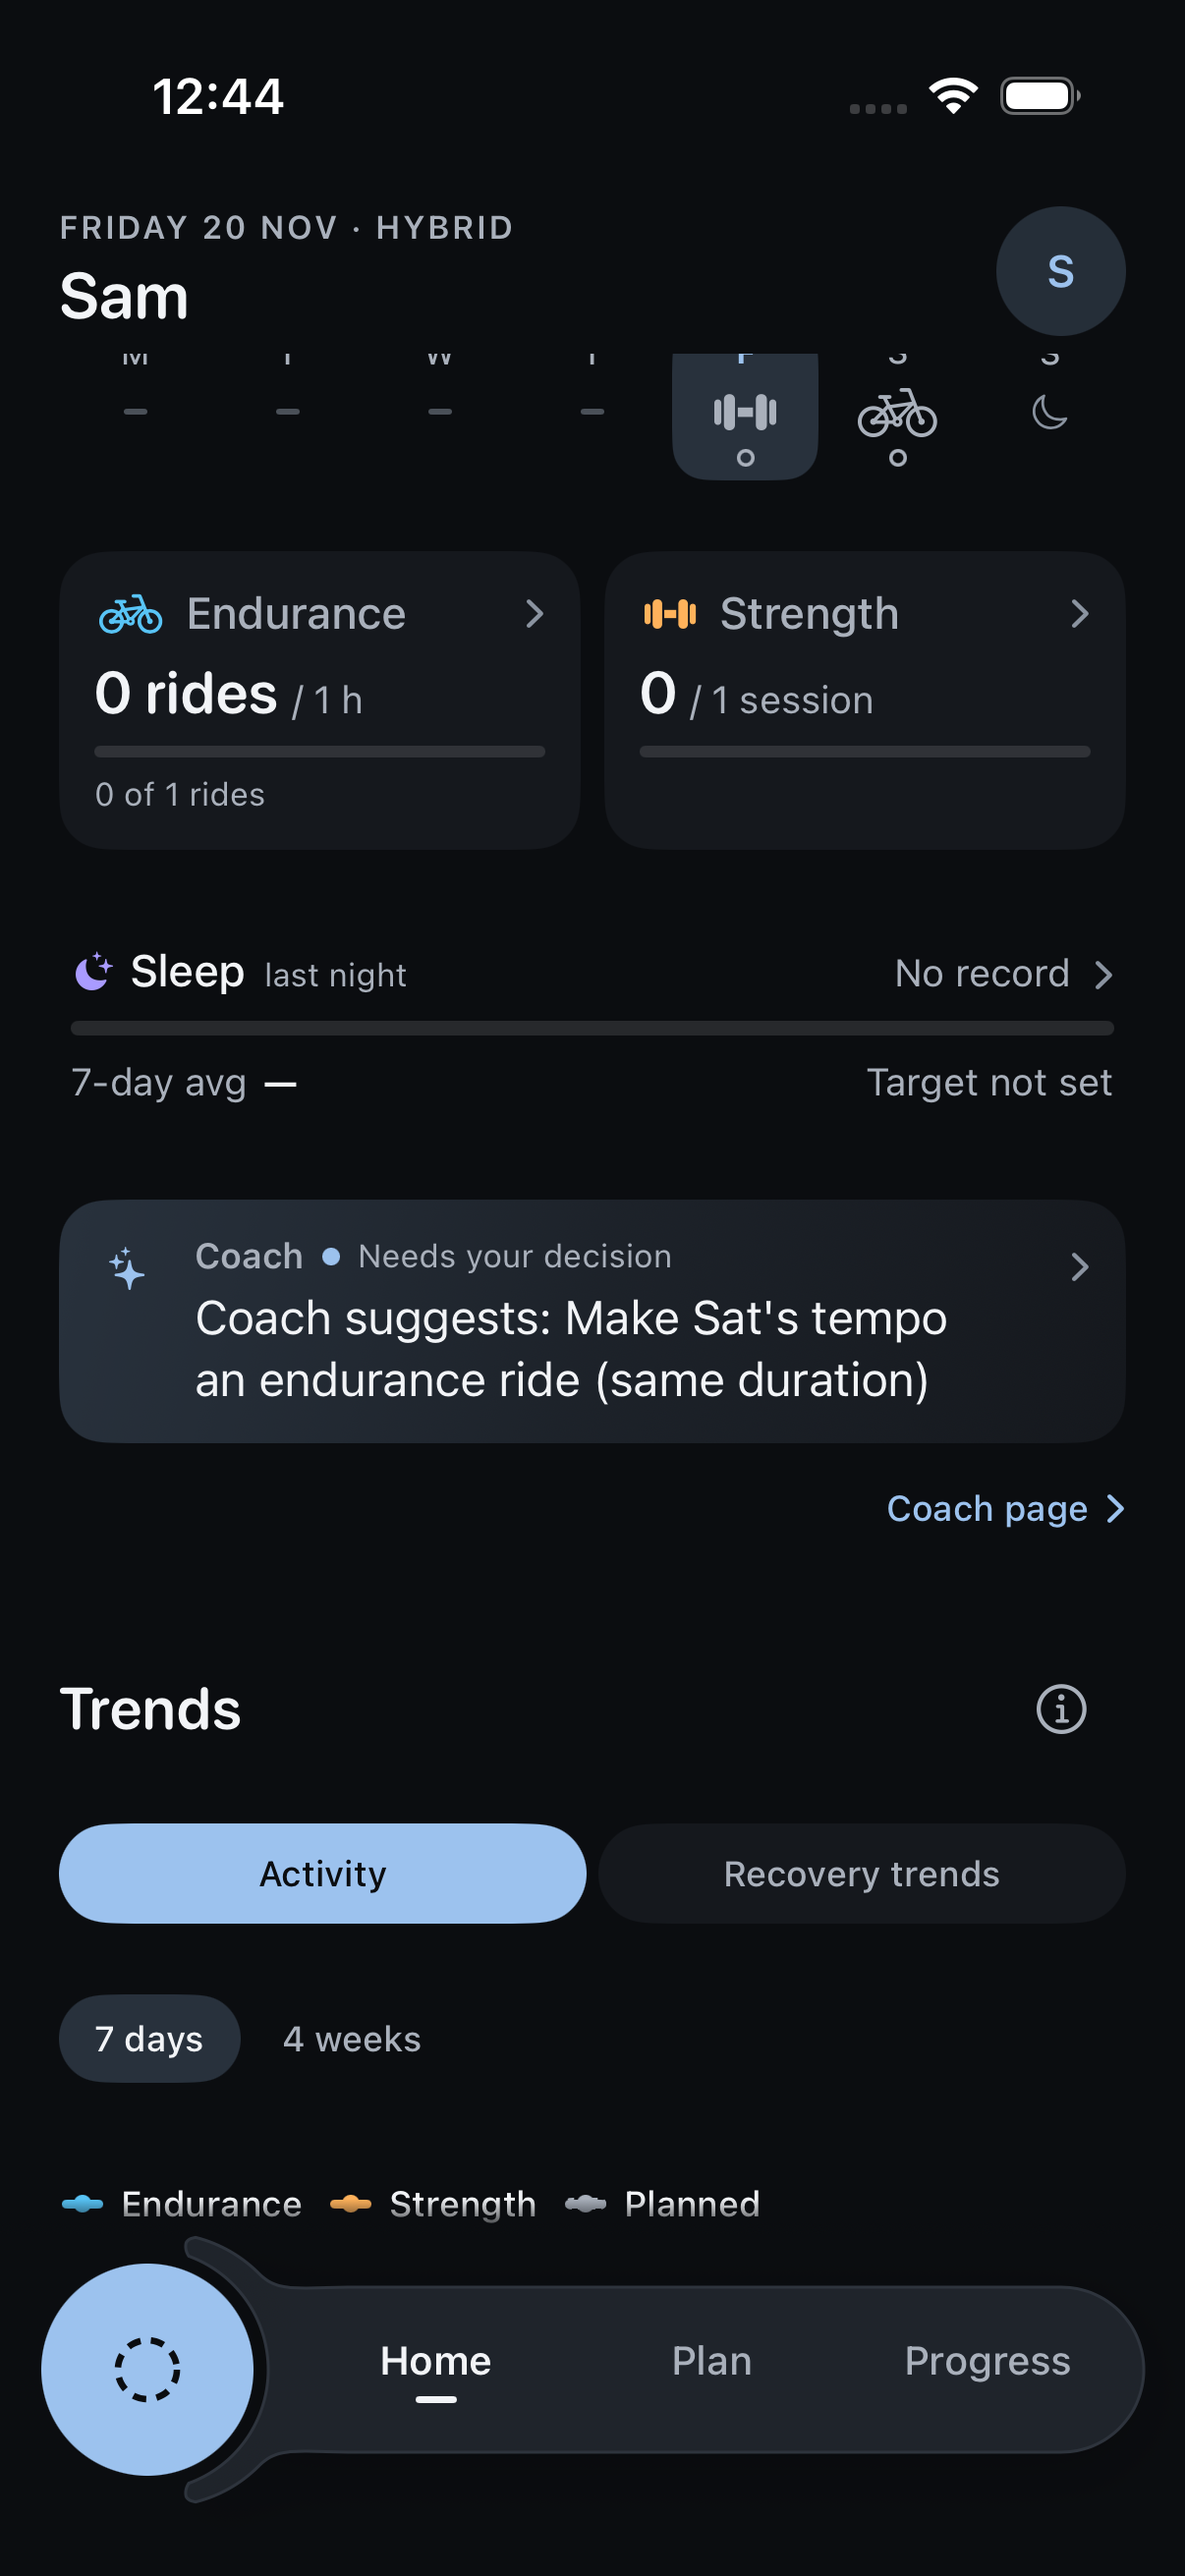 12:44
FRIDAY 20 NOV · HYBRID
Sam
S
M T W T F S S
Endurance
0 rides / 1 h
0 of 1 rides
Strength
0 / 1 session
Sleep last night No record
7-day avg — Target not set
Coach • Needs your decision
Coach suggests: Make Sat's tempo
an endurance ride (same duration)
Coach page
Trends
Activity Recovery trends
7 days 4 weeks
Endurance Strength Planned
Home Plan Progress